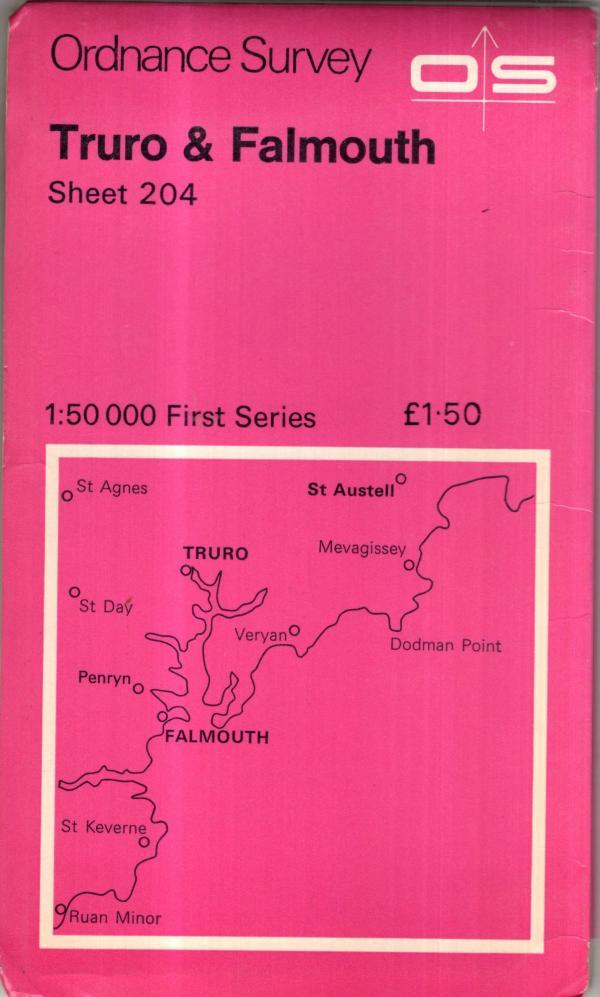 Ordnance Survey
OS
Truro & Falmouth
Sheet 204
1:50 000 First Series £1·50
St Agnes
St Austell
Mevagissey
TRURO
St Day
Veryan
Dodman Point
Penryn
FALMOUTH
St Keverne
Ruan Minor